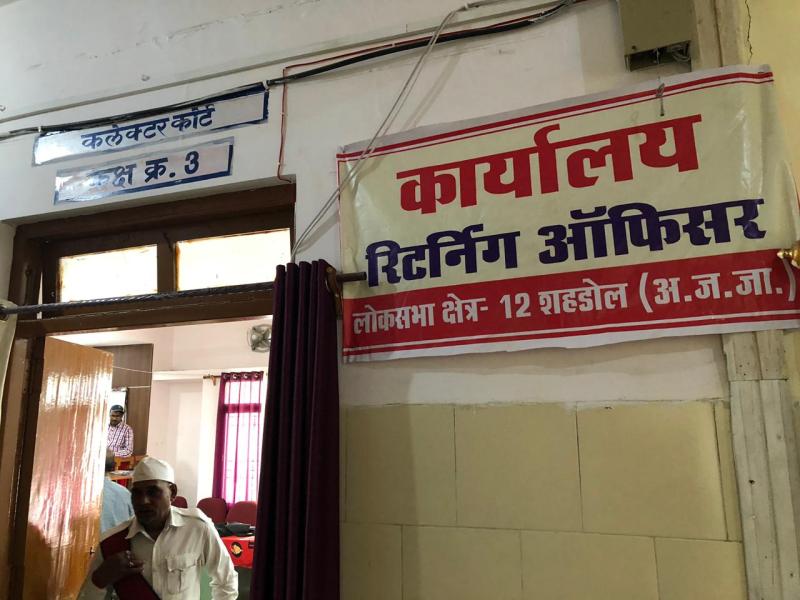 कलेक्टर कोर्ट
कक्ष क्र. 3
कार्यालय
रिटर्निग ऑफिसर
लोकसभा क्षेत्र- 12 शहडोल (अ.ज.जा.)